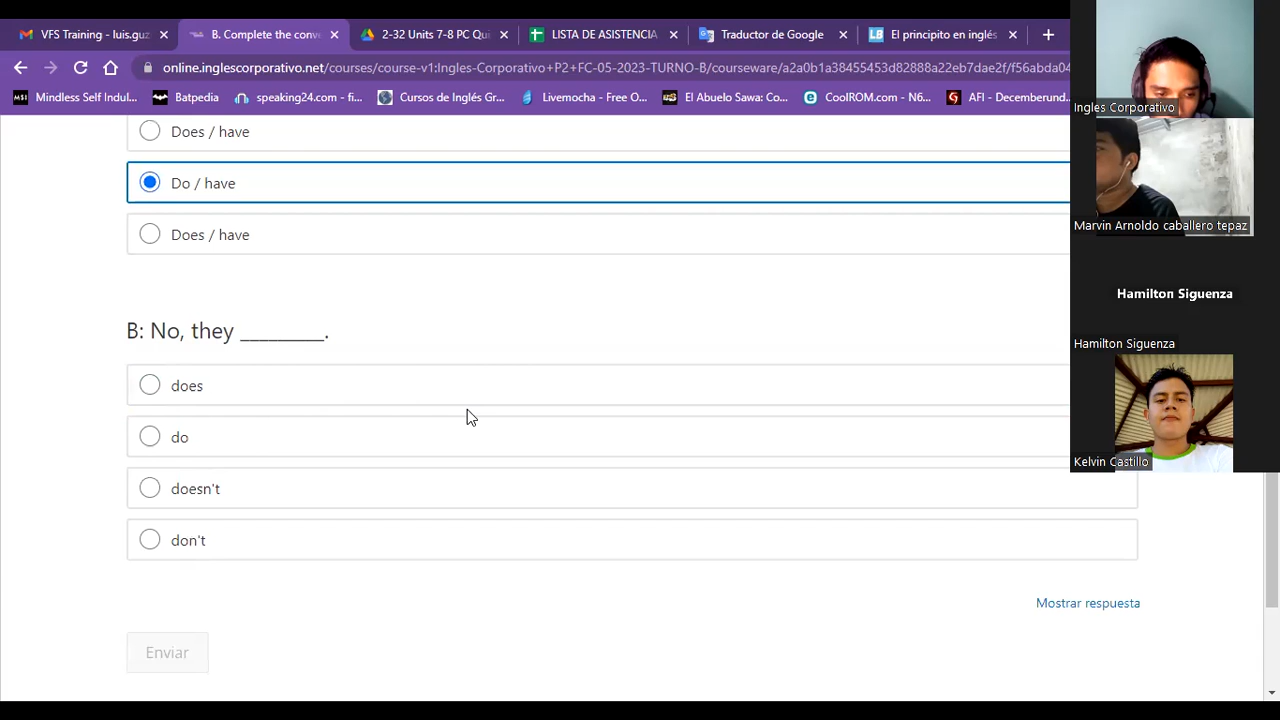 VFS Training - luis.guz
B. Complete the conv
2-32 Units 7-8 PC Qui
LISTA DE ASISTENCIA
Traductor de Google
El principito en inglés
online.inglescorporativo.net/courses/course-v1:Ingles-Corporativo+P2+FC-05-2023-TURNO-B/courseware/a2a0b1a38455453d82888a22eb7dae2f/f56abda04
Mindless Self Indul...
Batpedia
speaking24.com - fi...
Cursos de Inglés Gr...
Livemocha - Free O...
El Abuelo Sawa: Co...
CoolROM.com - N6...
AFI - Decemberund...
Does / have
Do / have
Does / have
B: No, they _________.
does
do
doesn't
don't
Mostrar respuesta
Enviar
Ingles Corporativo
Marvin Arnoldo caballero tepaz
Hamilton Siguenza
Hamilton Siguenza
Kelvin Castillo